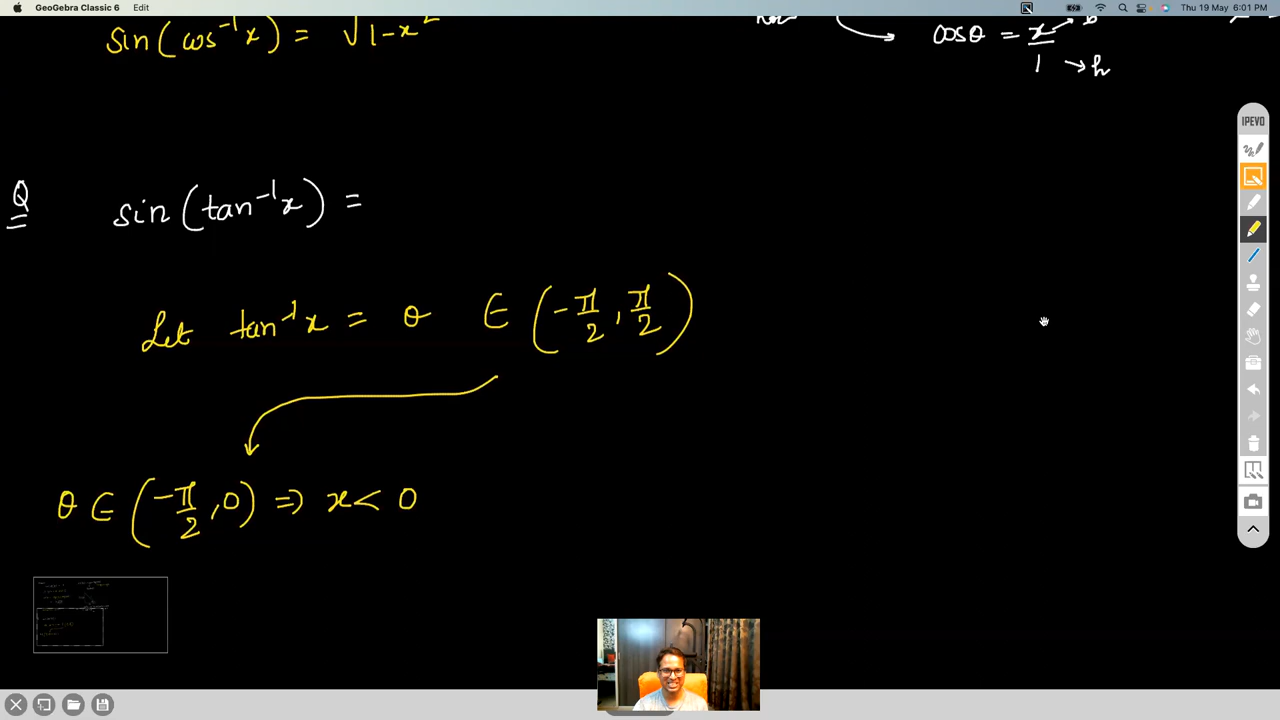 GeoGebra Classic 6 Edit Thu 19 May 6:01 PM
sin(cos⁻¹x) = √1-x²
cosθ = x/1 → h
IPEVO
Q sin(tan⁻¹x) =
Let tan⁻¹x = θ ∈ (-π/2, π/2)
θ ∈ (-π/2, 0) ⇒ x < 0